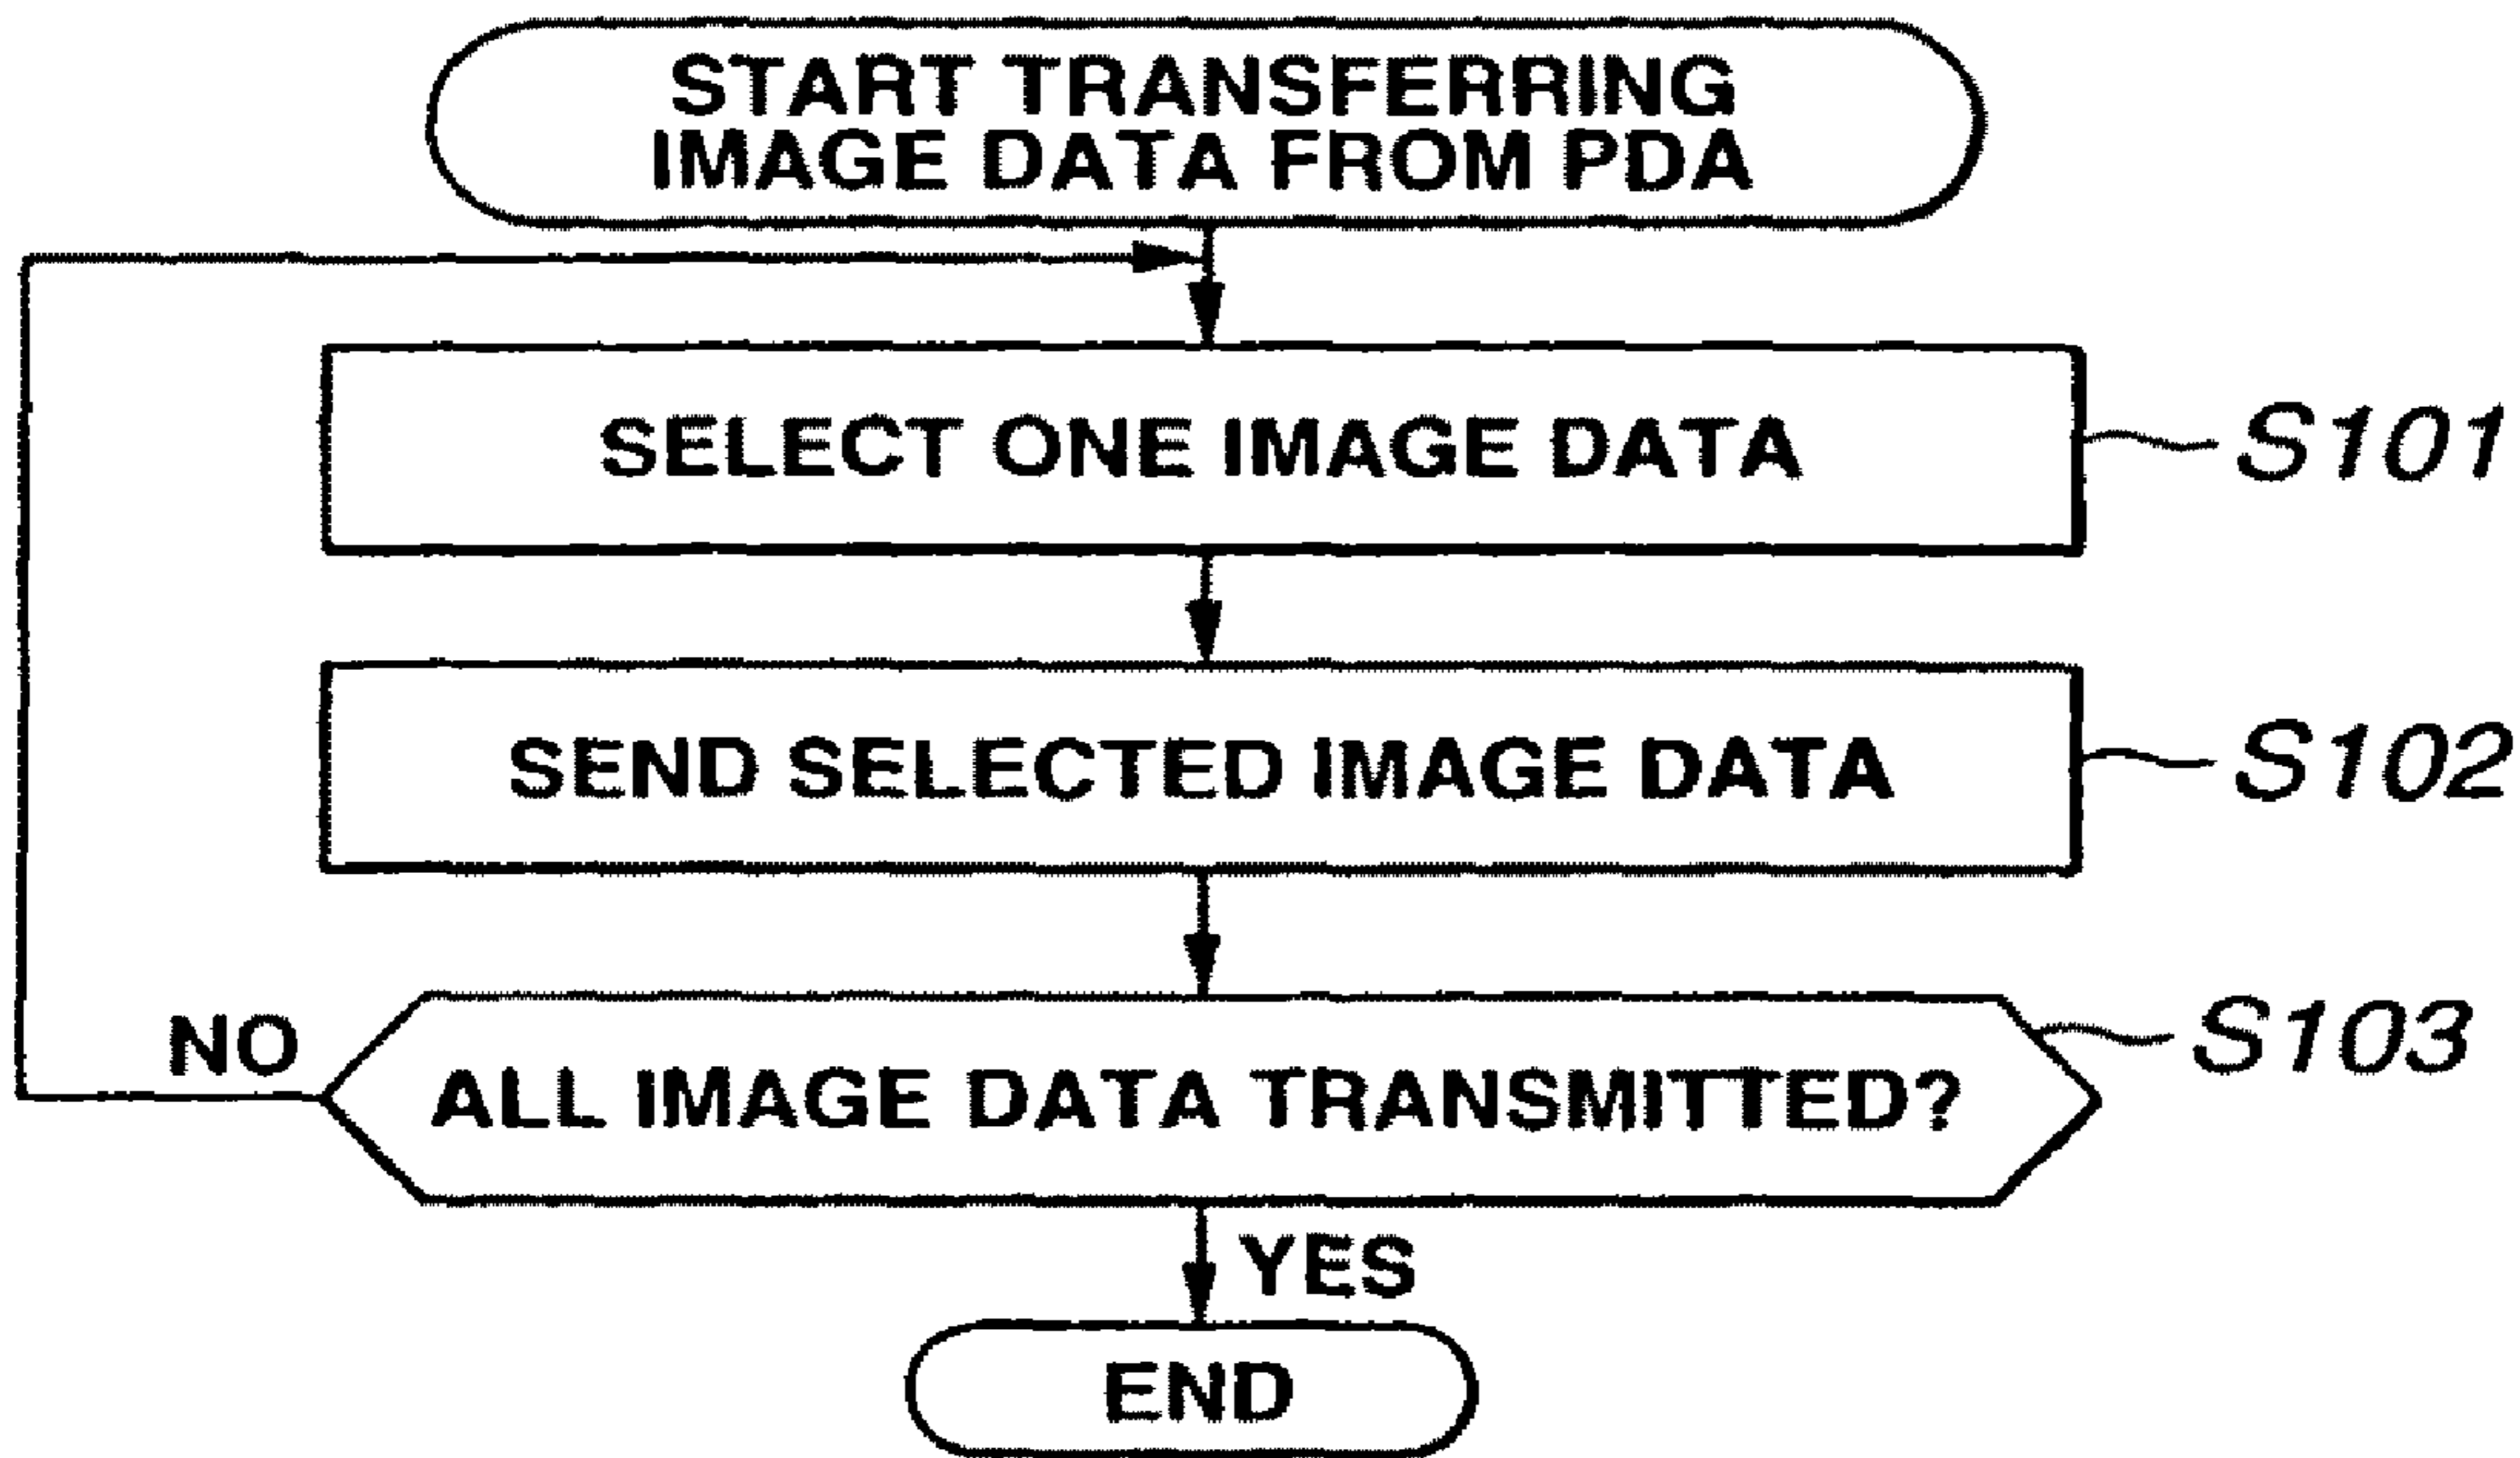 START TRANSFERRING
IMAGE DATA FROM PDA
SELECT ONE IMAGE DATA
S101
SEND SELECTED IMAGE DATA
S102
NO
ALL IMAGE DATA TRANSMITTED?
S103
YES
END